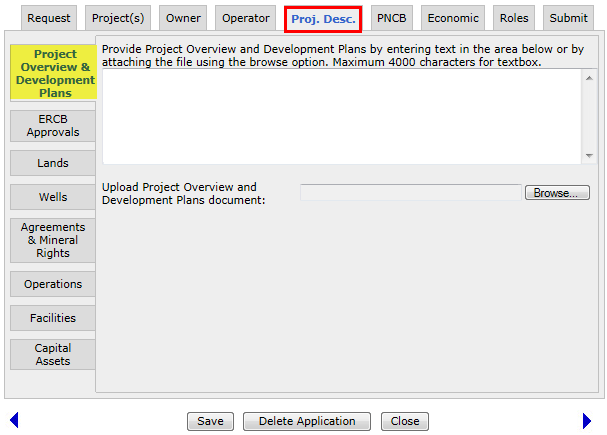 Request Project(s) Owner Operator Proj. Desc. PNCB Economic Roles Submit
Project
Overview &
Development
Plans
ERCB
Approvals
Lands
Wells
Agreements
& Mineral
Rights
Operations
Facilities
Capital
Assets
Provide Project Overview and Development Plans by entering text in the area below or by
attaching the file using the browse option. Maximum 4000 characters for textbox.
Upload Project Overview and
Development Plans document:
Browse...
Save Delete Application Close